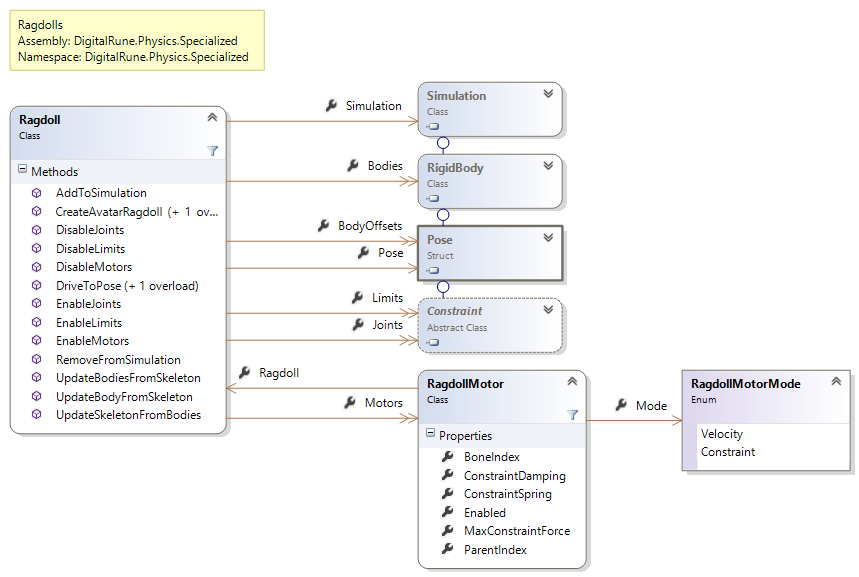 Ragdolls
Assembly: DigitalRune.Physics.Specialized
Namespace: DigitalRune.Physics.Specialized
Ragdoll
Class
Methods
AddToSimulation
CreateAvatarRagdoll (+ 1 ov...
DisableJoints
DisableLimits
DisableMotors
DriveToPose (+ 1 overload)
EnableJoints
EnableLimits
EnableMotors
RemoveFromSimulation
UpdateBodiesFromSkeleton
UpdateBodyFromSkeleton
UpdateSkeletonFromBodies
Simulation
Bodies
BodyOffsets
Pose
Limits
Joints
Ragdoll
Motors
Simulation
Class
RigidBody
Class
Pose
Struct
Constraint
Abstract Class
RagdollMotor
Class
Properties
BoneIndex
ConstraintDamping
ConstraintSpring
Enabled
MaxConstraintForce
ParentIndex
Mode
RagdollMotorMode
Enum
Velocity
Constraint